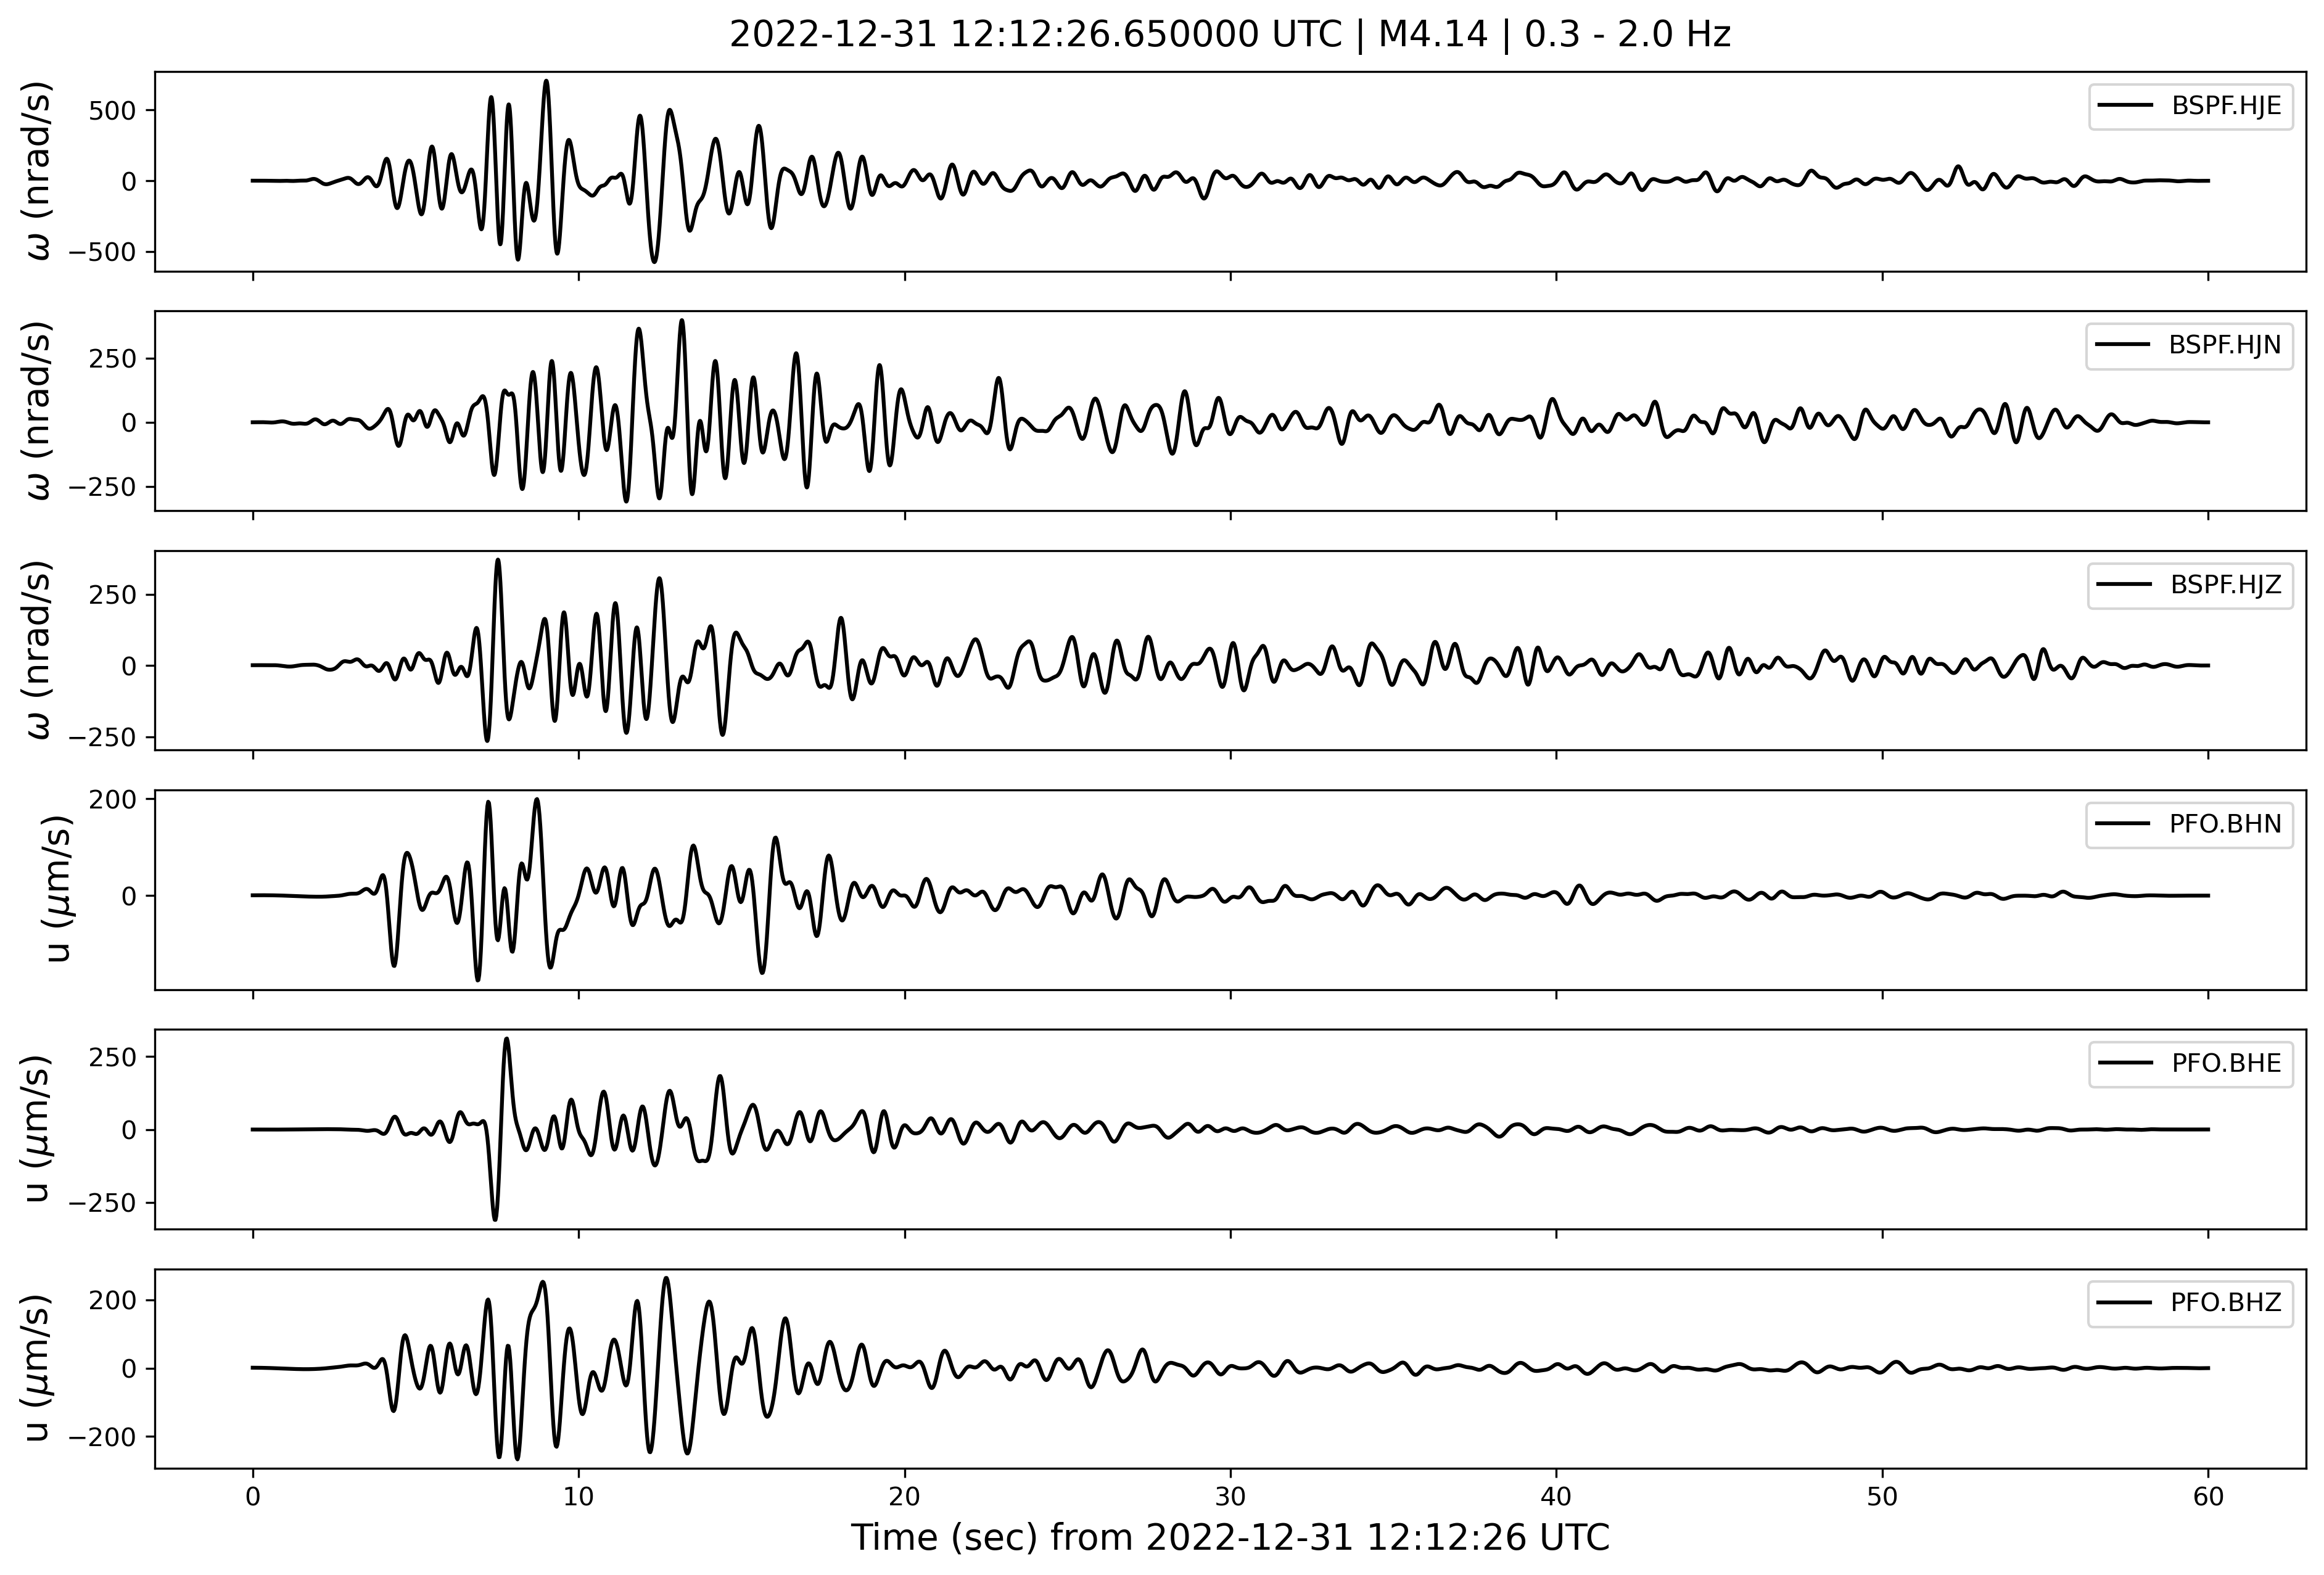 2022-12-31 12:12:26.650000 UTC | M4.14 | 0.3 - 2.0 Hz
ω (nrad/s)
500
0
−500
BSPF.HJE
ω (nrad/s)
250
0
−250
BSPF.HJN
ω (nrad/s)
250
0
−250
BSPF.HJZ
u (μm/s)
200
0
PFO.BHN
u (μm/s)
250
0
−250
PFO.BHE
u (μm/s)
200
0
−200
PFO.BHZ
0 10 20 30 40 50 60
Time (sec) from 2022-12-31 12:12:26 UTC